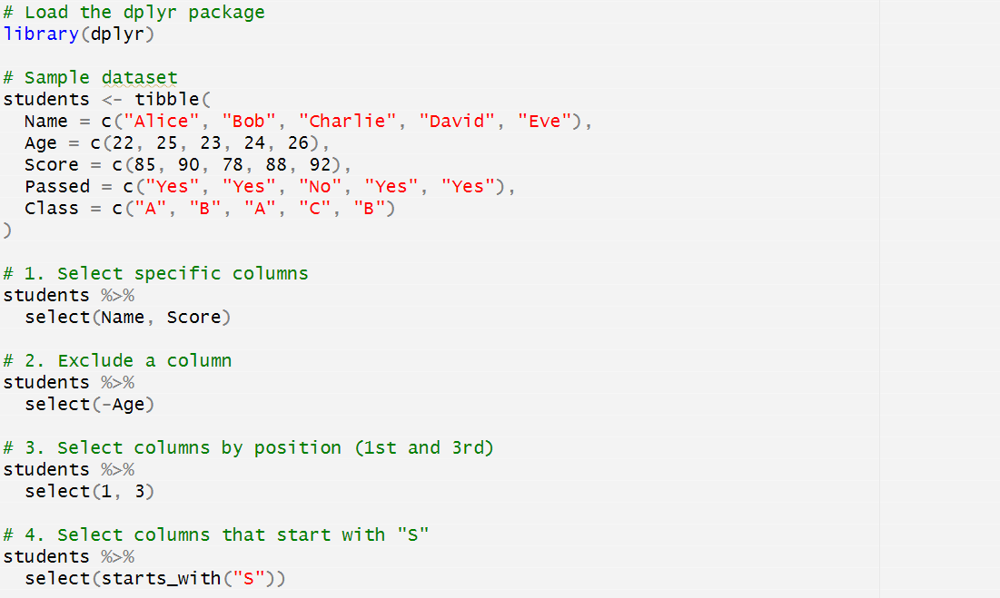 # Load the dplyr package
library(dplyr)

# Sample dataset
students <- tibble(
  Name = c("Alice", "Bob", "Charlie", "David", "Eve"),
  Age = c(22, 25, 23, 24, 26),
  Score = c(85, 90, 78, 88, 92),
  Passed = c("Yes", "Yes", "No", "Yes", "Yes"),
  Class = c("A", "B", "A", "C", "B")
)

# 1. Select specific columns
students %>%
  select(Name, Score)

# 2. Exclude a column
students %>%
  select(-Age)

# 3. Select columns by position (1st and 3rd)
students %>%
  select(1, 3)

# 4. Select columns that start with "S"
students %>%
  select(starts_with("S"))